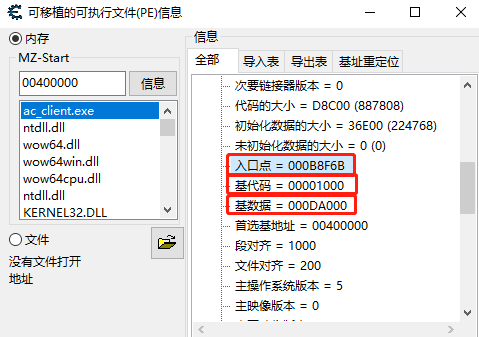 可移植的可执行文件(PE)信息
内存
MZ-Start
00400000
信息
ac_client.exe
ntdll.dll
wow64.dll
wow64win.dll
wow64cpu.dll
ntdll.dll
KERNEL32.DLL
文件
没有文件打开
地址
信息
全部
导入表
导出表
基址重定位
次要链接器版本 = 0
代码的大小 = D8C00 (887808)
初始化数据的大小 = 36E00 (224768)
未初始化数据的大小 = 0 (0)
入口点 = 000B8F6B
基代码 = 00001000
基数据 = 000DA000
首选基地址 = 00400000
段对齐 = 1000
文件对齐 = 200
主操作系统版本 = 5
主映像版本 = 0